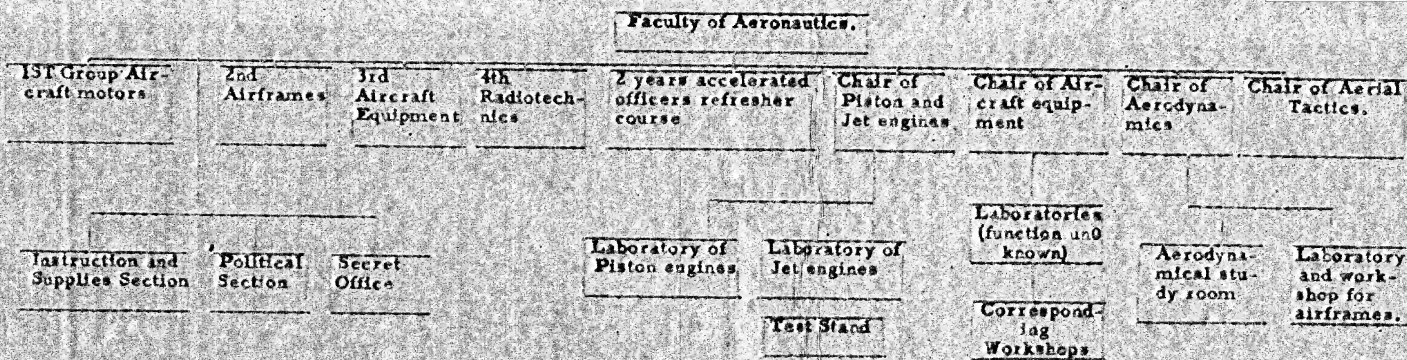 Faculty of Aeronautics.
IST Group Air-
craft motors
2nd
Airframes
3rd
Aircraft
Equipment
4th
Radiotech-
nics
2 years accelerated
officers refresher
course
Chair of
Piston and
Jet engines
Chair of Air-
craft equip-
ment
Chair of
Aerodyna-
mics
Chair of Aerial
Tactics.
Instruction and
Supplies Section
Political
Section
Secret
Office
Laboratory of
Piston engines
Laboratory of
Jet engines
Test Stand
Laboratories
(function un0
known)
Correspond-
ing
Workshops
Aerodyna-
mical stu-
dy room
Laboratory
and work-
shop for
airframes.